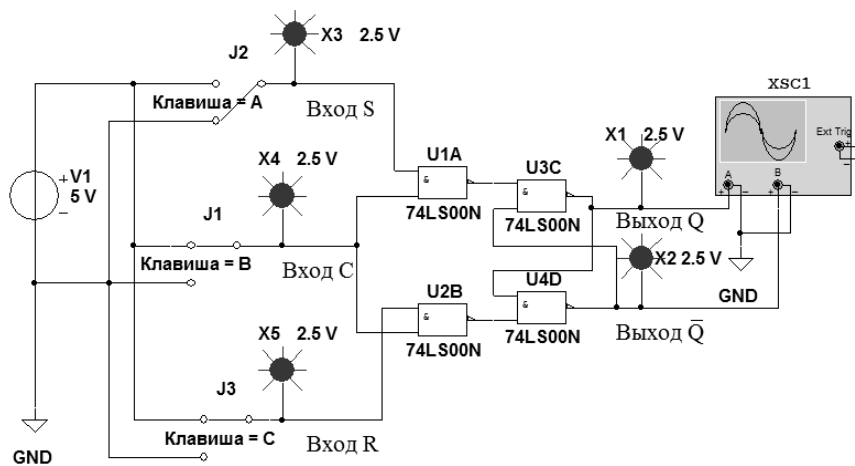 J2
X3 2.5 V
xsc1
Клавиша = A
Вход S
Ext Trig
+
−
V1
5 V
+
−
X4 2.5 V
U1A
&
74LS00N
U3C
&
74LS00N
X1 2.5 V
A
B
+ − + −
Выход Q
J1
Клавиша = B
Вход C
X2 2.5 V
GND
U2B
&
74LS00N
U4D
&
74LS00N
Выход Q̅
X5 2.5 V
J3
Клавиша = C
Вход R
GND